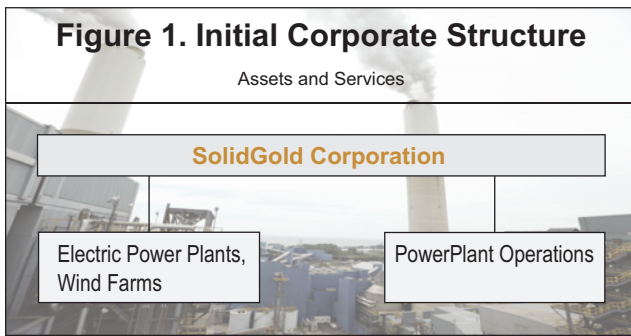 Figure 1. Initial Corporate Structure
Assets and Services
SolidGold Corporation
Electric Power Plants,
Wind Farms
PowerPlant Operations